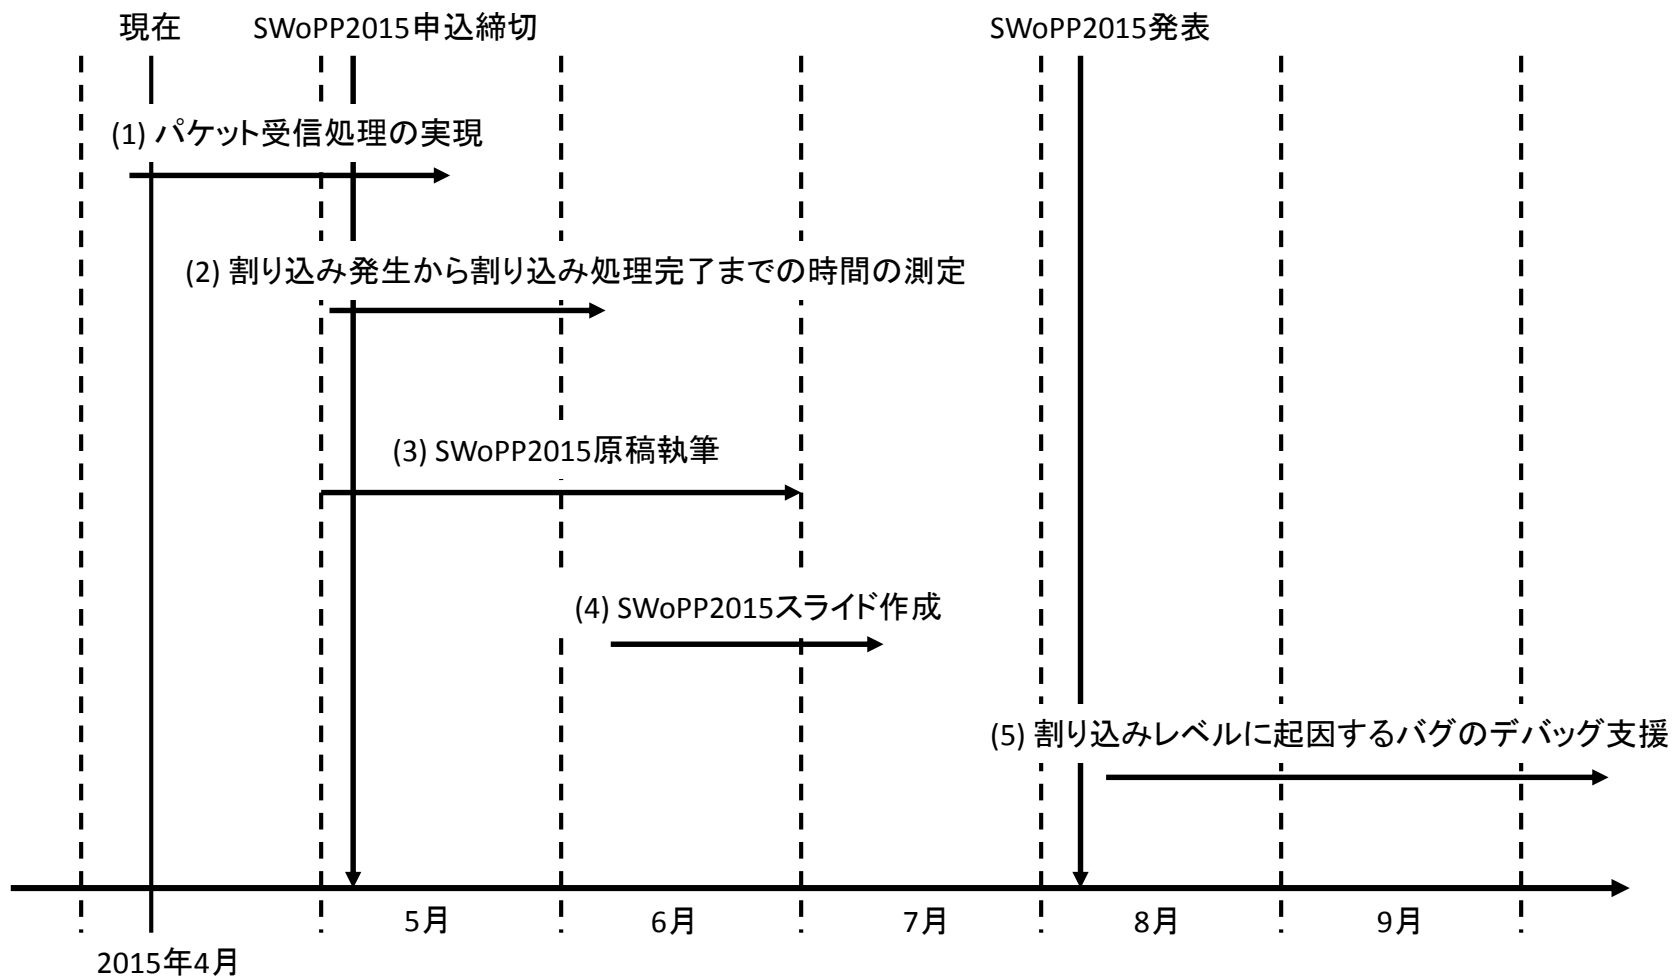 現在
SWoPP2015申込締切
SWoPP2015発表
(1) パケット受信処理の実現
(2) 割り込み発生から割り込み処理完了までの時間の測定
(3) SWoPP2015原稿執筆
(4) SWoPP2015スライド作成
(5) 割り込みレベルに起因するバグのデバッグ支援
5月
6月
7月
8月
9月
2015年4月